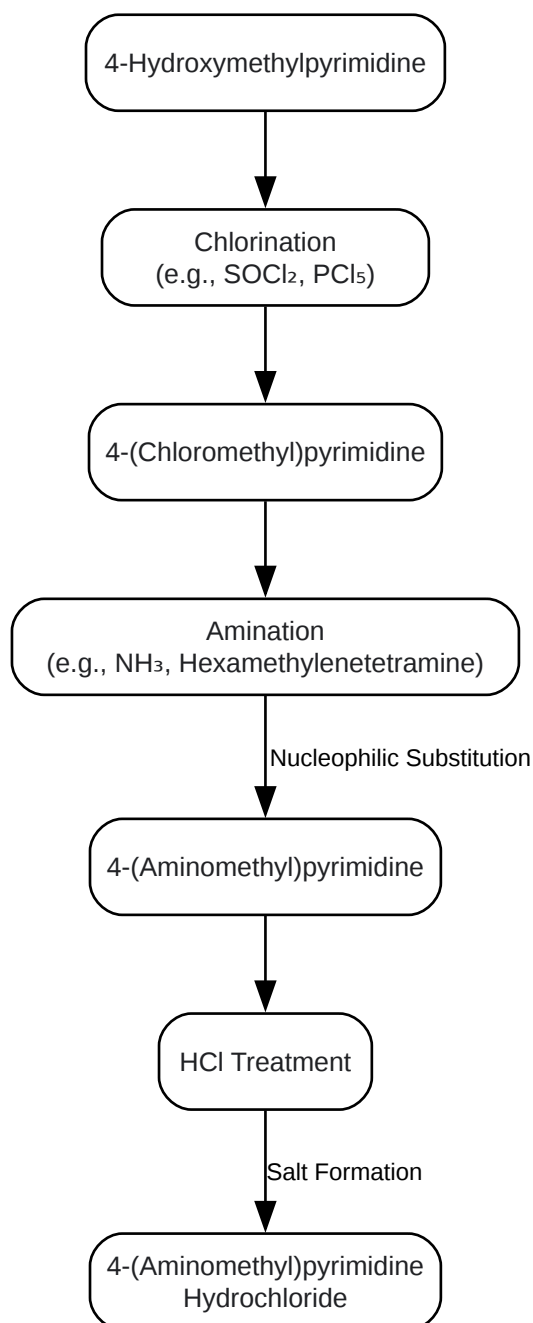 4-Hydroxymethylpyrimidine
Chlorination
(e.g., SOCl₂, PCl₅)
4-(Chloromethyl)pyrimidine
Amination
(e.g., NH₃, Hexamethylenetetramine)
Nucleophilic Substitution
4-(Aminomethyl)pyrimidine
HCl Treatment
Salt Formation
4-(Aminomethyl)pyrimidine
Hydrochloride